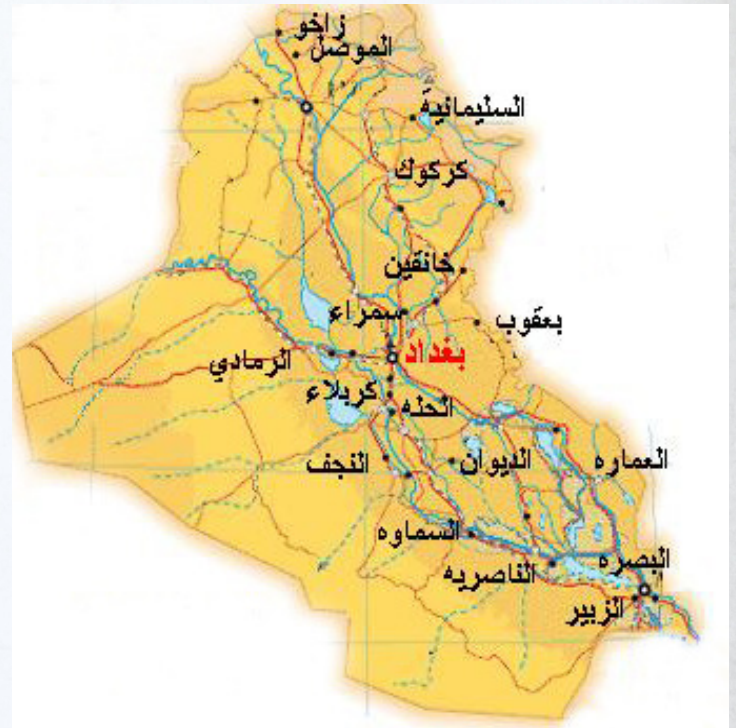 زاخو
الموصل
السليمانية
كركوك
خانقين
سمراء
بعقوب
بغداد
الرمادي
كربلاء
الحله
النجف
الديوان
العماره
السماوه
البصره
الناصريه
الزبير